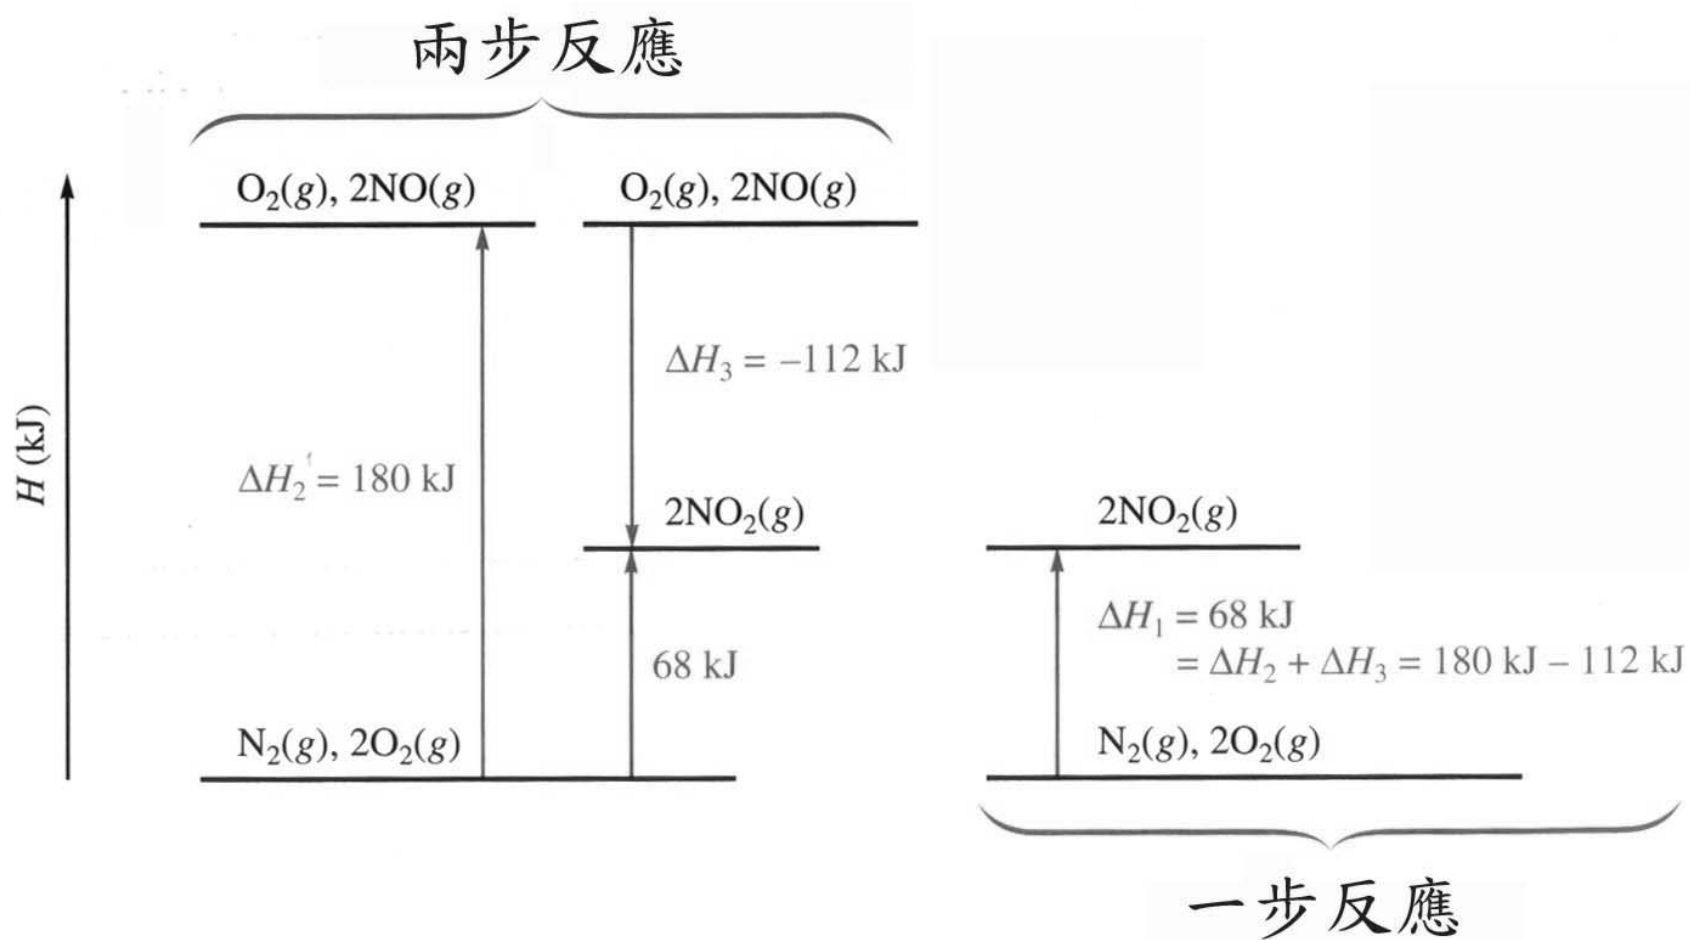 兩步反應
O₂(g), 2NO(g)
O₂(g), 2NO(g)
ΔH₃ = –112 kJ
H (kJ)
ΔH₂ = 180 kJ
2NO₂(g)
2NO₂(g)
ΔH₁ = 68 kJ
= ΔH₂ + ΔH₃ = 180 kJ – 112 kJ
68 kJ
N₂(g), 2O₂(g)
N₂(g), 2O₂(g)
一步反應